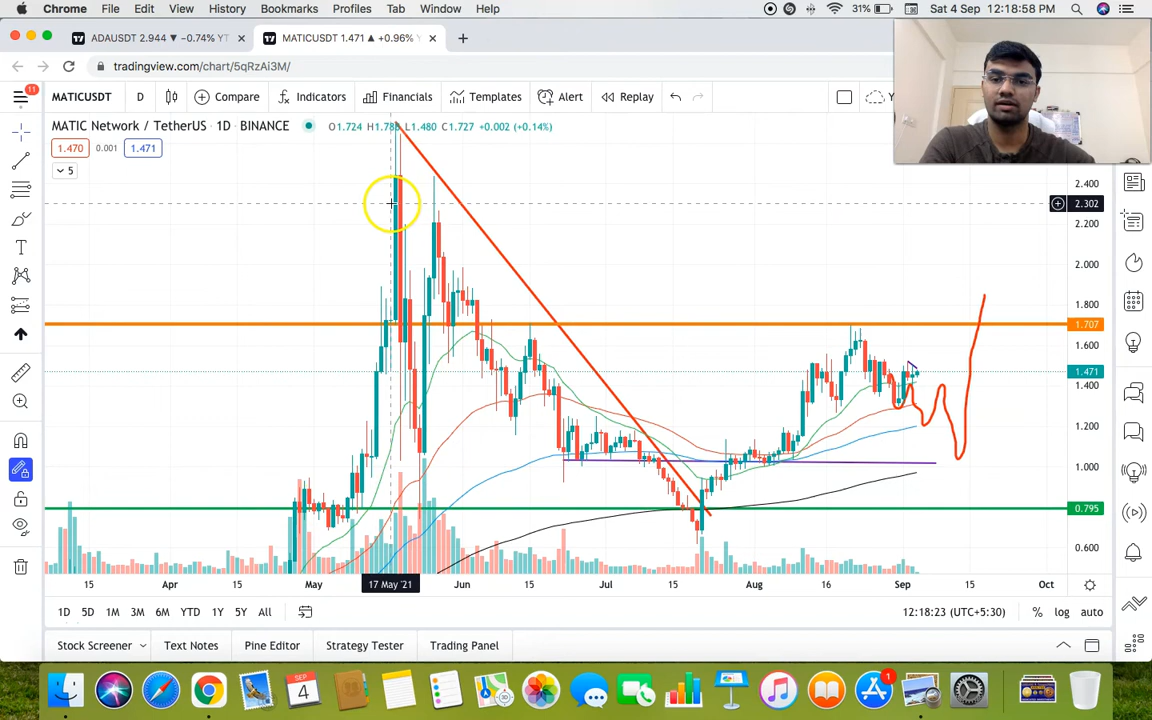 Chrome File Edit View History Bookmarks Profiles Tab Window Help 31% Sat 4 Sep 12:18:58 PM
ADAUSDT 2.944 ▼ −0.74% YT × MATICUSDT 1.471 ▲ +0.96% × +
tradingview.com/chart/5qRzAi3M/
11
MATICUSDT D Compare Indicators Financials Templates Alert Replay Y
MATIC Network / TetherUS · 1D · BINANCE O1.724 L1.480 C1.727 +0.002 (+0.14%)
1.470 0.001 1.471
5
2.400
2.302
2.200
2.000
1.800
1.707
1.600
1.471
1.400
1.200
1.000
0.795
0.600
15 Apr 15 May 17 May '21 Jun 15 Jul 15 Aug 16 Sep 15 Oct
1D 5D 1M 3M 6M YTD 1Y 5Y All 12:18:23 (UTC+5:30) % log auto
Stock Screener Text Notes Pine Editor Strategy Tester Trading Panel
SEP
4
1